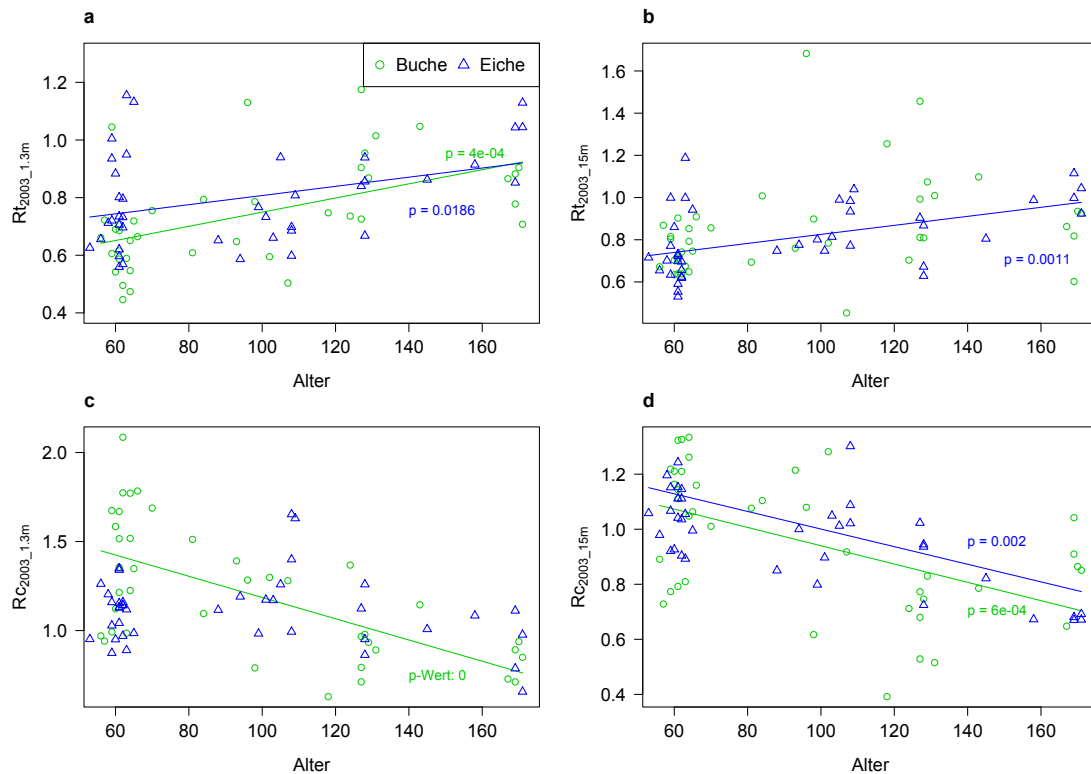 a
Rt2003_1.3m
1.2
1.0
0.8
0.6
0.4
Buche Eiche
p = 4e-04
p = 0.0186
60 80 100 120 140 160
Alter
b
Rt2003_15m
1.6
1.4
1.2
1.0
0.8
0.6
p = 0.0011
60 80 100 120 140 160
Alter
c
Rc2003_1.3m
2.0
1.5
1.0
p-Wert: 0
60 80 100 120 140 160
Alter
d
Rc2003_15m
1.2
1.0
0.8
0.6
0.4
p = 0.002
p = 6e-04
60 80 100 120 140 160
Alter